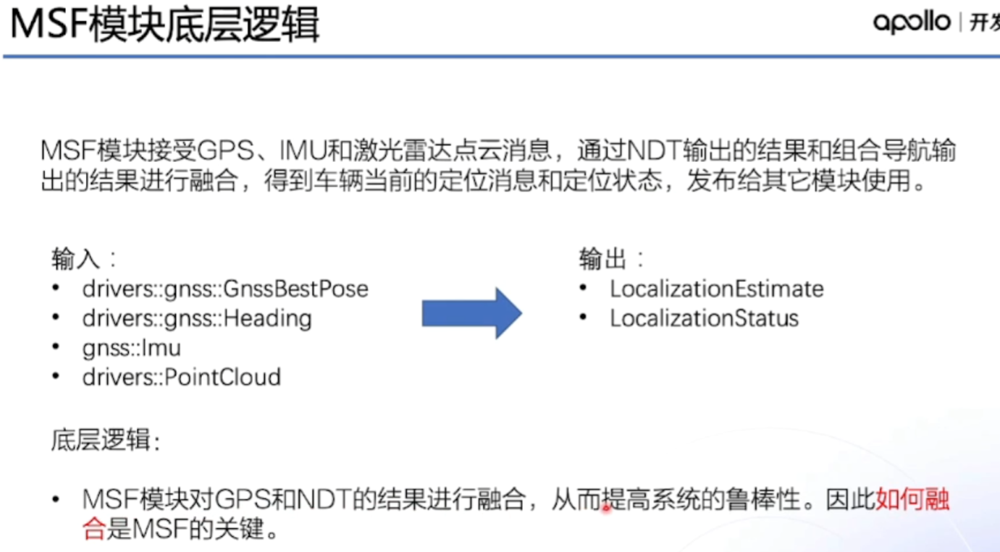 MSF模块底层逻辑
apollo | 开发
MSF模块接受GPS、IMU和激光雷达点云消息，通过NDT输出的结果和组合导航输
出的结果进行融合，得到车辆当前的定位消息和定位状态，发布给其它模块使用。
输入：
• drivers::gnss::GnssBestPose
• drivers::gnss::Heading
• gnss::Imu
• drivers::PointCloud
输出：
• LocalizationEstimate
• LocalizationStatus
底层逻辑：
• MSF模块对GPS和NDT的结果进行融合，从而提高系统的鲁棒性。因此如何融
合是MSF的关键。